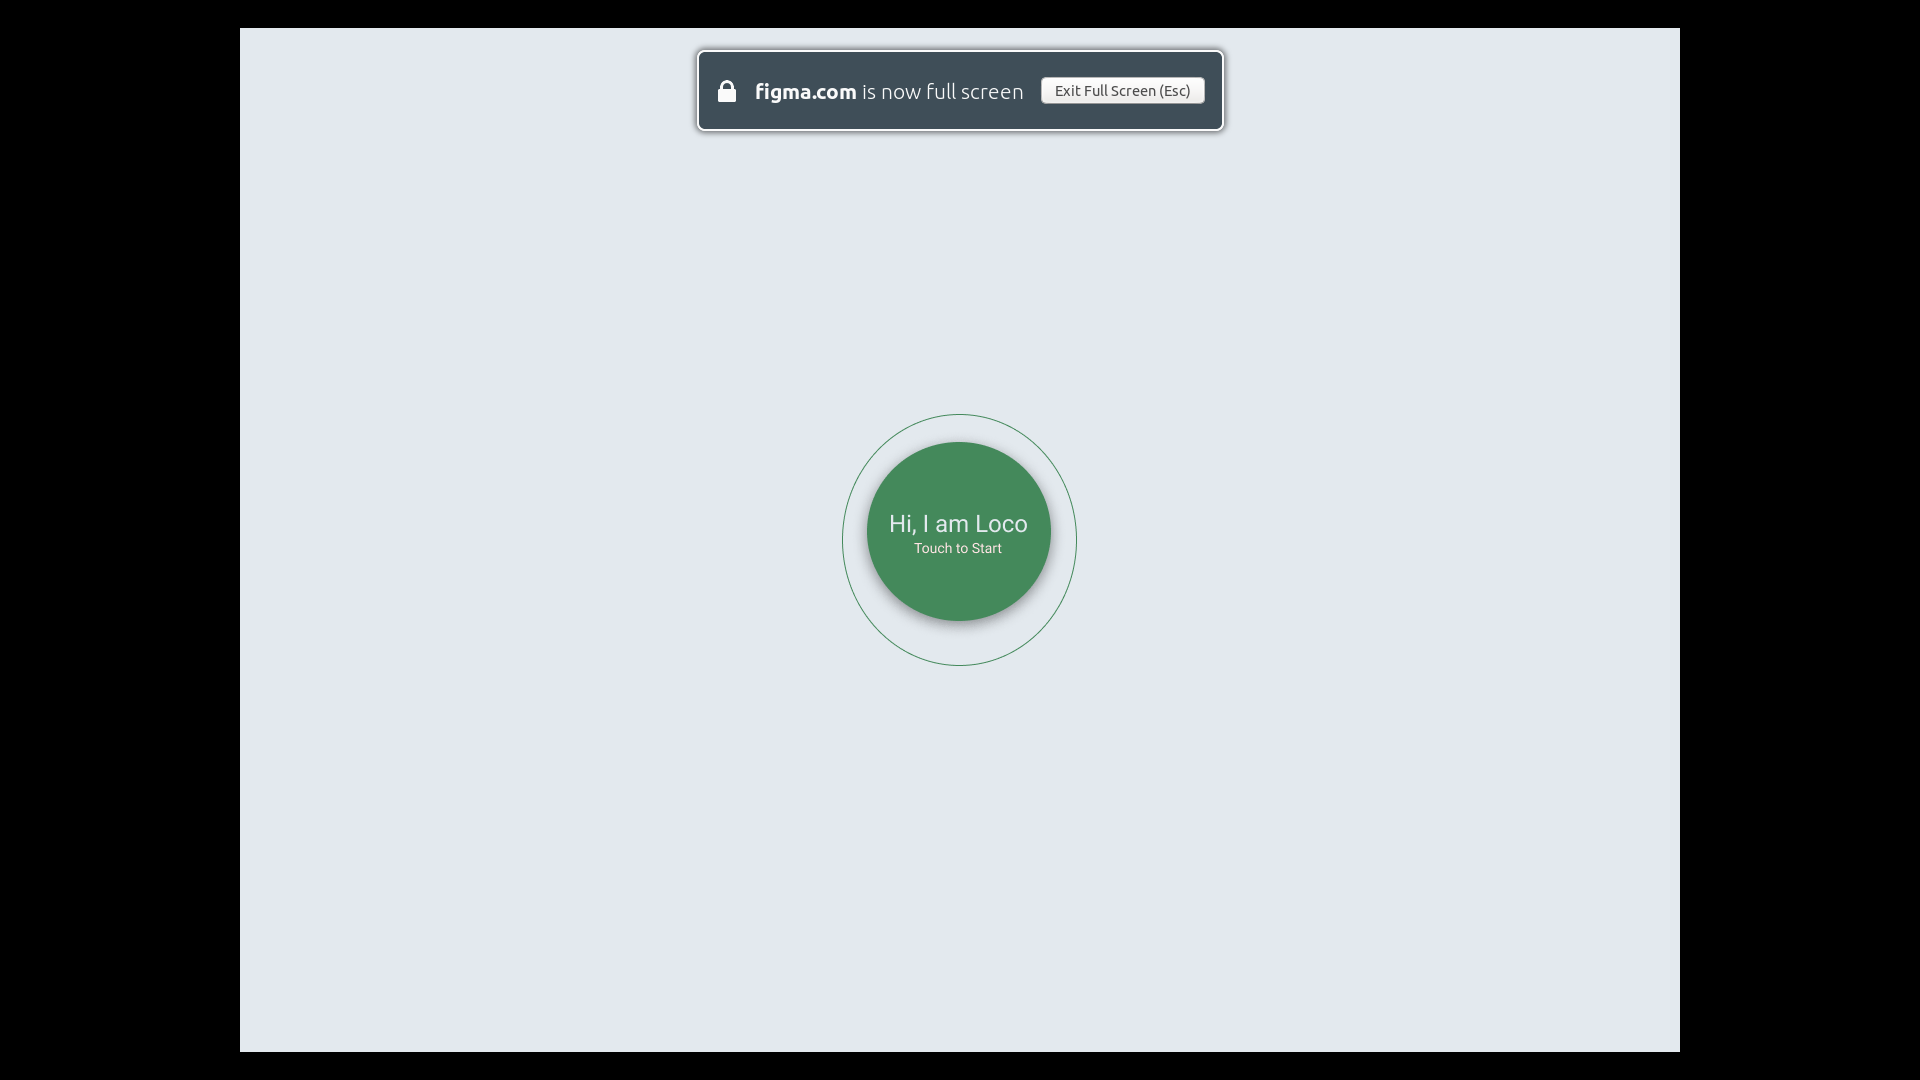 figma.com is now full screen Exit Full Screen (Esc)
Hi, I am Loco
Touch to Start